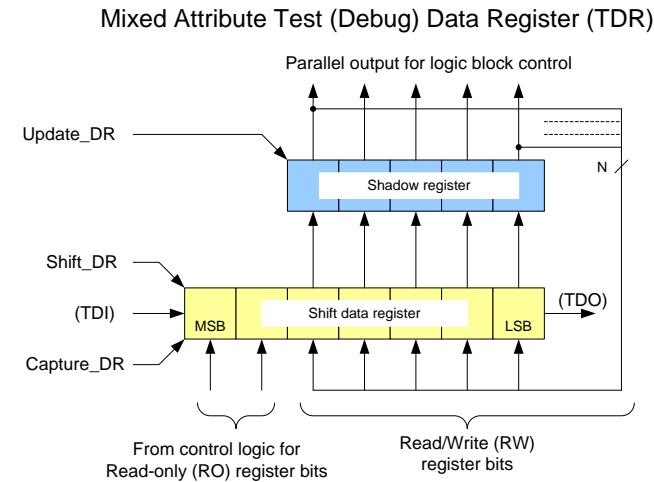 Mixed Attribute Test (Debug) Data Register (TDR)
Parallel output for logic block control
Update_DR
N
Shadow register
Shift_DR
(TDI)
MSB
Shift data register
LSB
(TDO)
Capture_DR
From control logic for
Read-only (RO) register bits
Read/Write (RW)
register bits